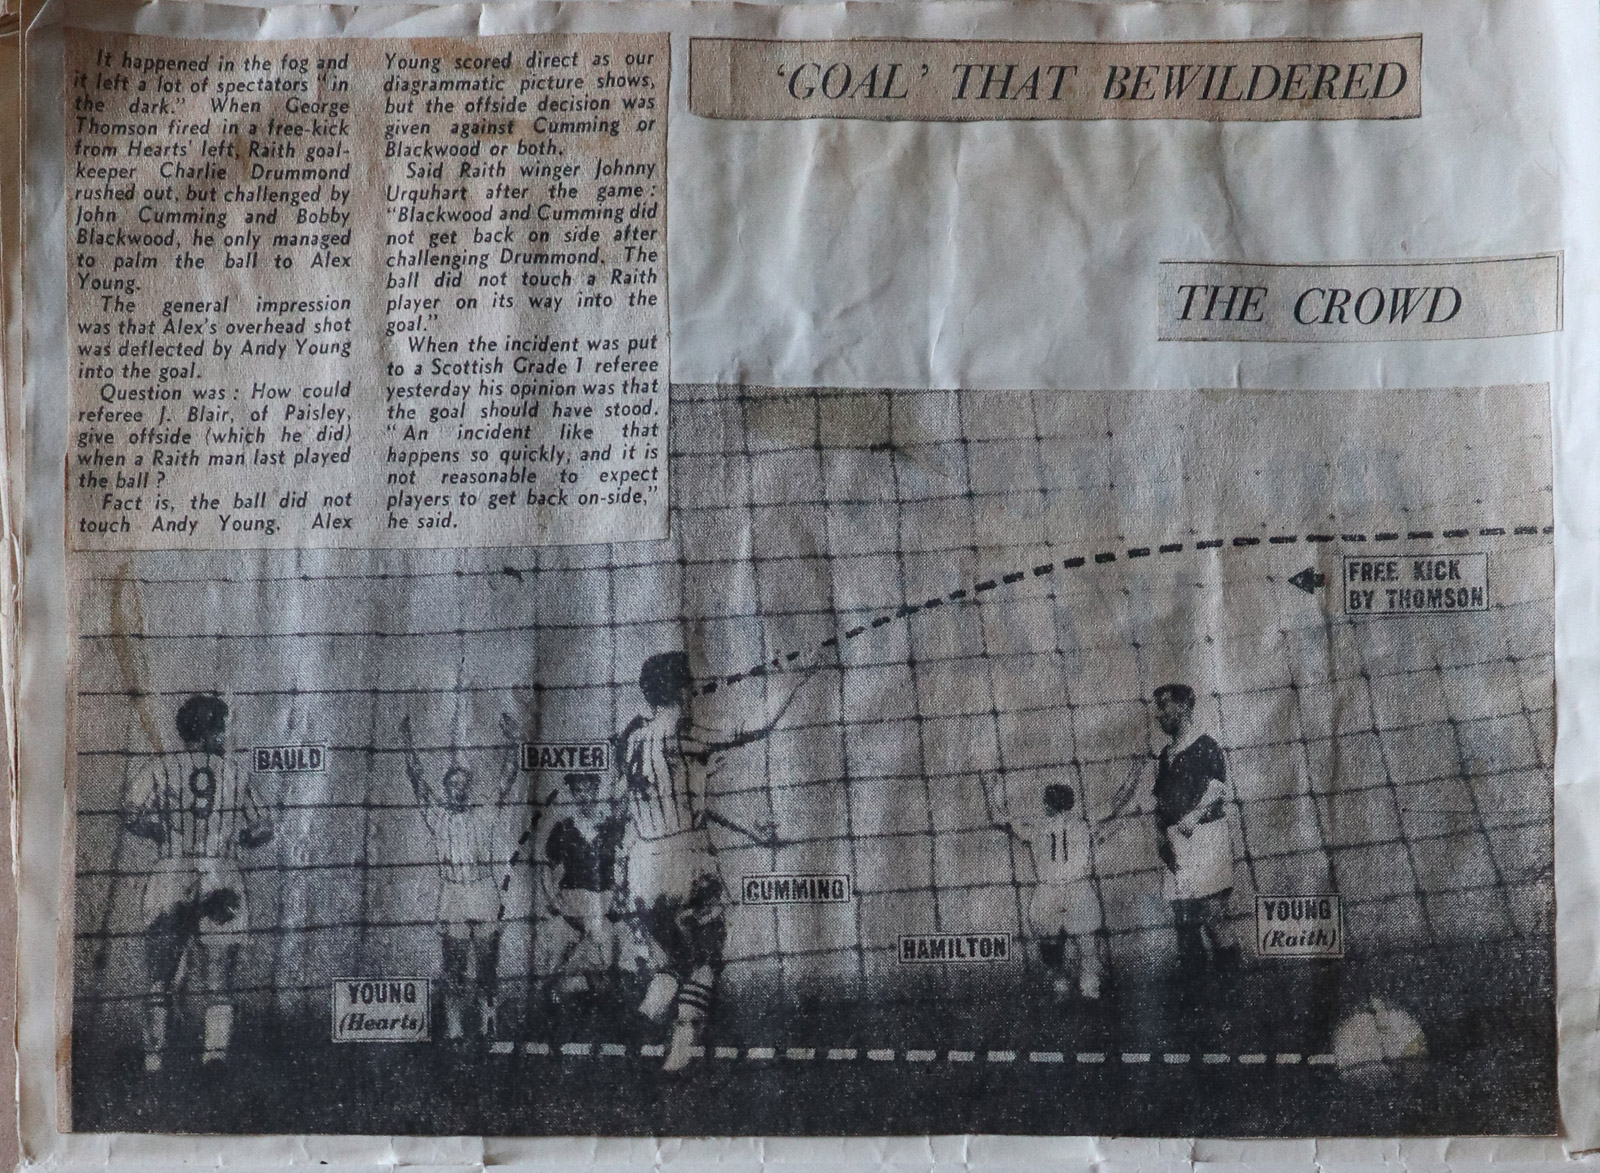 'GOAL' THAT BEWILDERED
THE CROWD
It happened in the fog and
it left a lot of spectators "in
the dark." When George
Thomson fired in a free-kick
from Hearts' left, Raith goal-
keeper Charlie Drummond
rushed out, but challenged by
John Cumming and Bobby
Blackwood, he only managed
to palm the ball to Alex
Young.
The general impression
was that Alex's overhead shot
was deflected by Andy Young
into the goal.
Question was : How could
referee J. Blair, of Paisley,
give offside (which he did)
when a Raith man last played
the ball ?
Fact is, the ball did not
touch Andy Young. Alex
Young scored direct as our
diagrammatic picture shows,
but the offside decision was
given against Cumming or
Blackwood or both.
Said Raith winger Johnny
Urquhart after the game :
"Blackwood and Cumming did
not get back on side after
challenging Drummond. The
ball did not touch a Raith
player on its way into the
goal."
When the incident was put
to a Scottish Grade 1 referee
yesterday his opinion was that
the goal should have stood.
"An incident like that
happens so quickly, and it is
not reasonable to expect
players to get back on-side,"
he said.
FREE KICK
BY THOMSON
BAULD
9
BAXTER
11
CUMMING
HAMILTON
YOUNG
(Raith)
YOUNG
(Hearts)